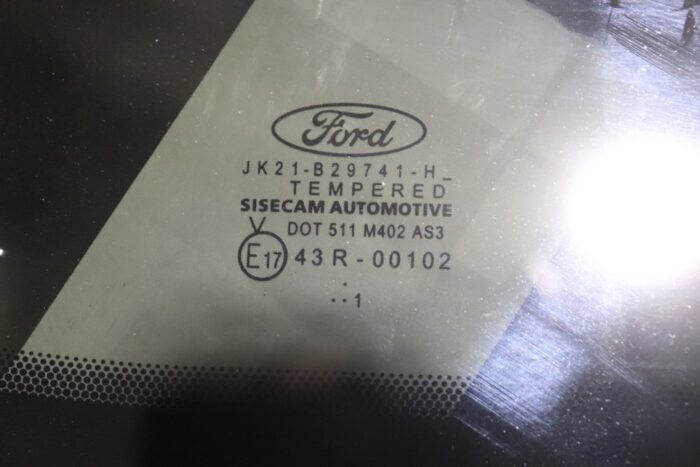 Ford
JK21-B29741-H_
TEMPERED
SISECAM AUTOMOTIVE
V DOT 511 M402 AS3
E17 43R-00102
.
..1